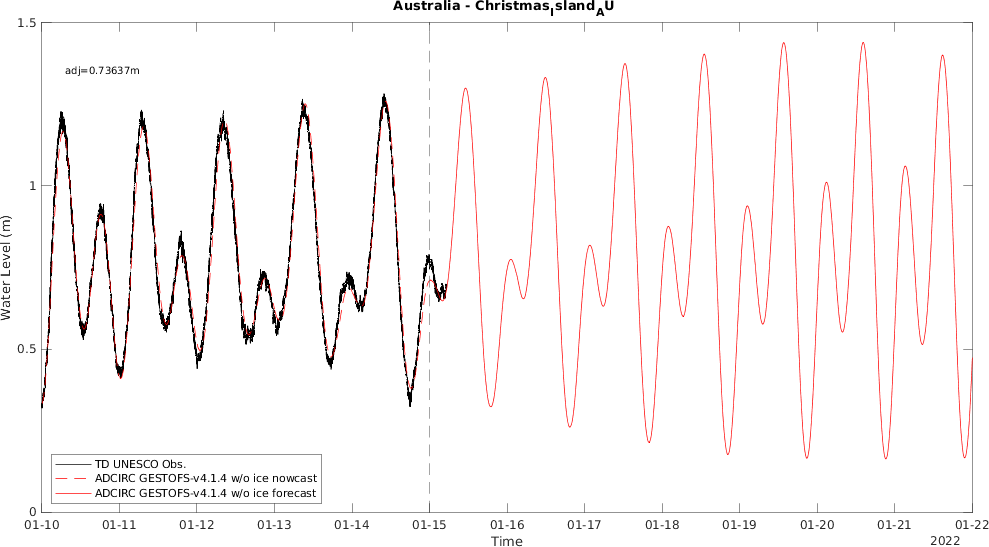 Australia - ChristmasIslandAU
1.5
adj=0.73637m
1
Water Level (m)
0.5
TD UNESCO Obs.
ADCIRC GESTOFS-v4.1.4 w/o ice nowcast
ADCIRC GESTOFS-v4.1.4 w/o ice forecast
0
01-10 01-11 01-12 01-13 01-14 01-15 01-16 01-17 01-18 01-19 01-20 01-21 01-22
Time
2022